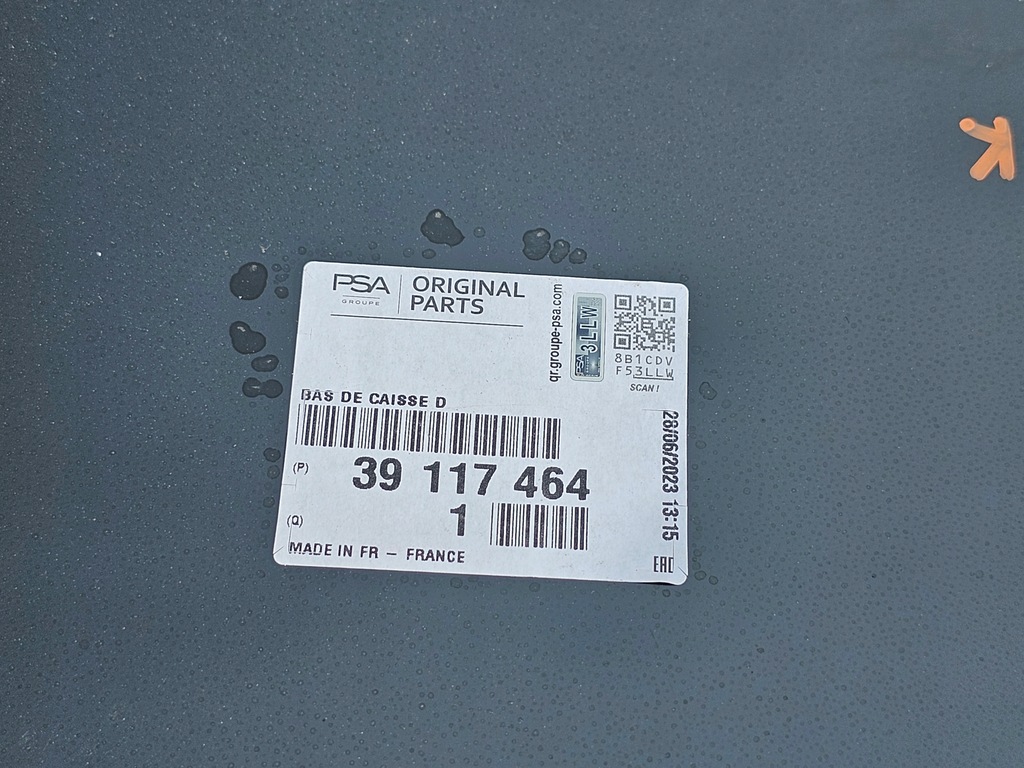 PSA
GROUPE
ORIGINAL
PARTS
qr.groupe-psa.com
PSA
3LLW
8B1CDV
F53LLW
SCAN !
BAS DE CAISSE D
(P)
39 117 464
(Q)
1
MADE IN FR – FRANCE
28/06/2023 13:15
EAC